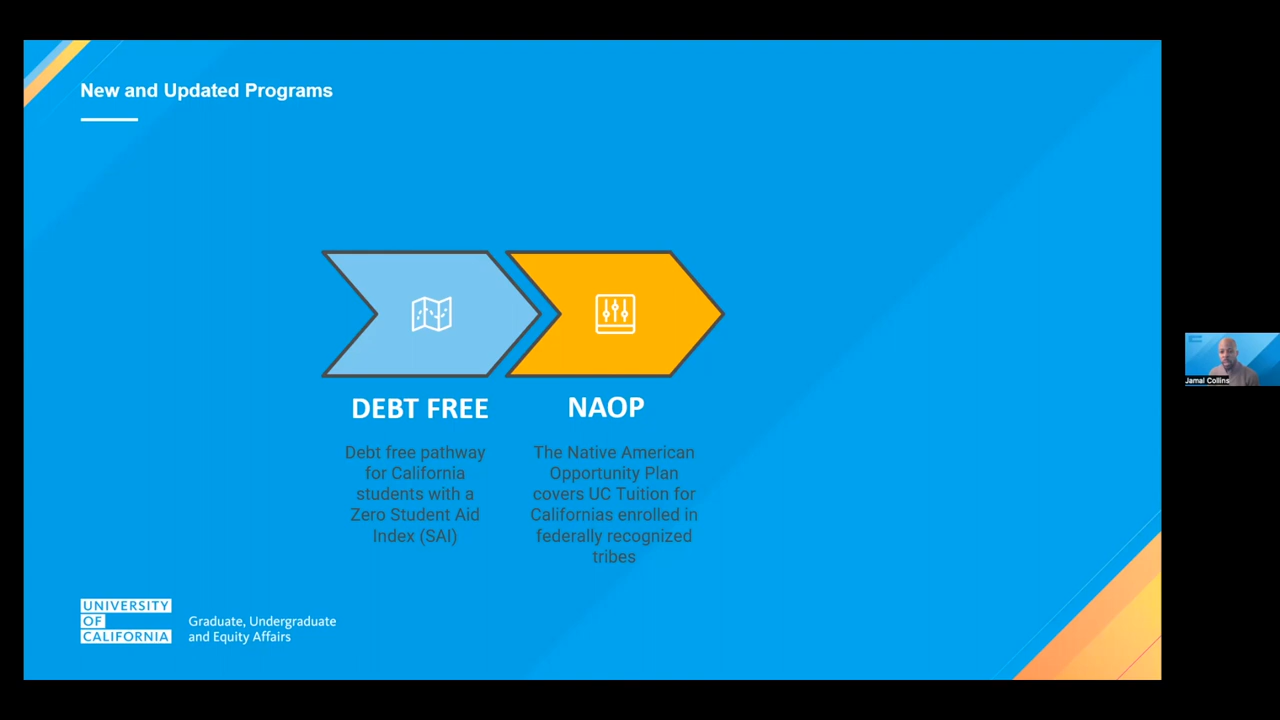 New and Updated Programs
DEBT FREE
Debt free pathway
for California
students with a
Zero Student Aid
Index (SAI)
NAOP
The Native American
Opportunity Plan
covers UC Tuition for
Californias enrolled in
federally recognized
tribes
UNIVERSITY
OF
CALIFORNIA
Graduate, Undergraduate
and Equity Affairs
Jamal Collins